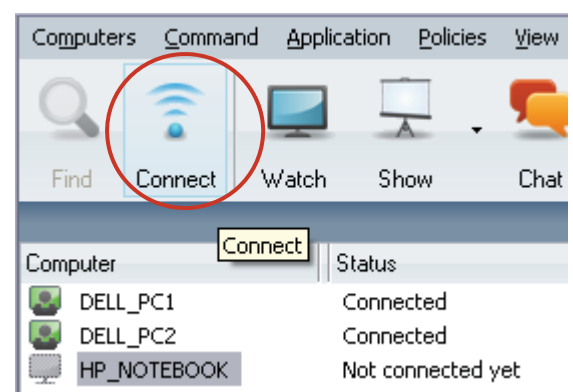 Computers Command Application Policies View
Find Connect Watch Show Chat
Connect
Computer Status
DELL_PC1 Connected
DELL_PC2 Connected
HP_NOTEBOOK Not connected yet